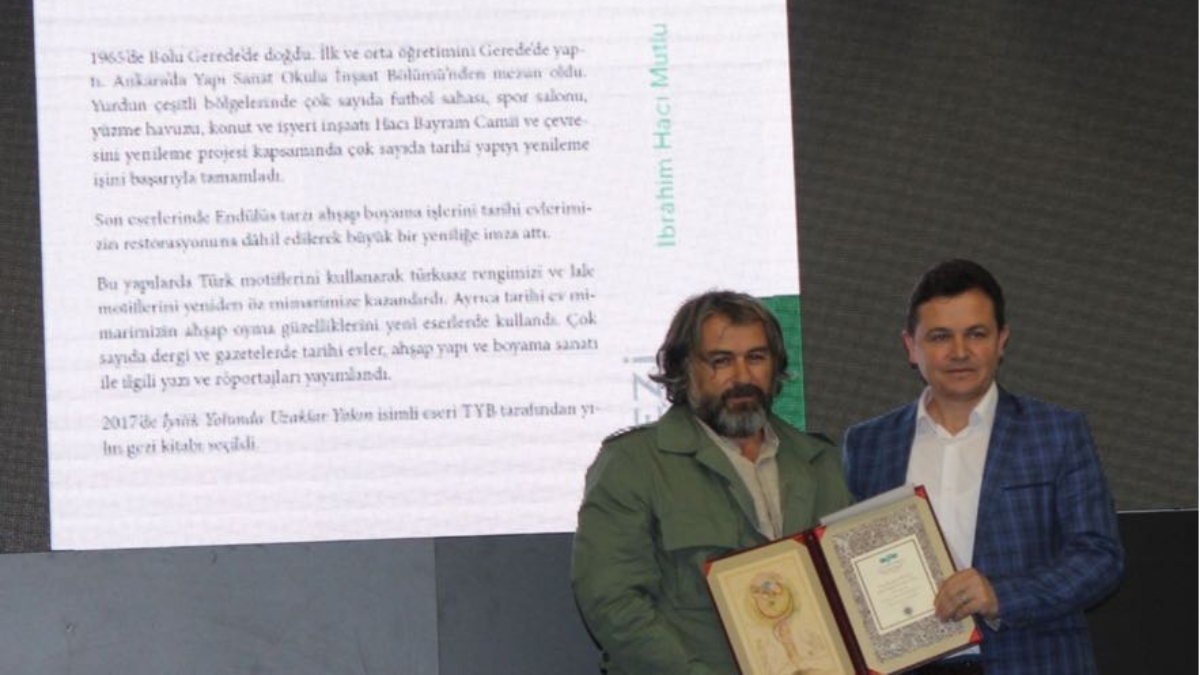 1965'de Bolu Gerede'de doğdu. İlk ve orta öğretimini Gerede'de yap-
tı. Ankara'da Yapı Sanat Okulu İnşaat Bölümü'nden mezun oldu.
Yurdun çeşitli bölgelerinde çok sayıda futbol sahası, spor salonu,
yüzme havuzu, konut ve işyeri inşaatı Hacı Bayram Camii ve çevre-
sini yenileme projesi kapsamında çok sayıda tarihi yapıyı yenileme
işini başarıyla tamamladı.
Son eserlerinde Endülüs tarzı ahşap boyama işlerini tarihi evlerimi-
zin restorasyonuna dâhil edilerek büyük bir yeniliğe imza attı.
Bu yapılarda Türk motiflerini kullanarak türkuaz rengimizi ve lale
motiflerini yeniden öz mimarimize kazandırdı. Ayrıca tarihi ev mi-
marimizin ahşap oyma güzelliklerini yeni eserlerde kullandı. Çok
sayıda dergi ve gazetelerde tarihi evler, ahşap yapı ve boyama sanatı
ile ilgili yazı ve röportajları yayımlandı.
2017'de İyilik Yolunda Uzaklar Yakın isimli eseri TYB tarafından yı-
lın gezi kitabı seçildi.
İbrahim Hacı Mutlu
EZİ